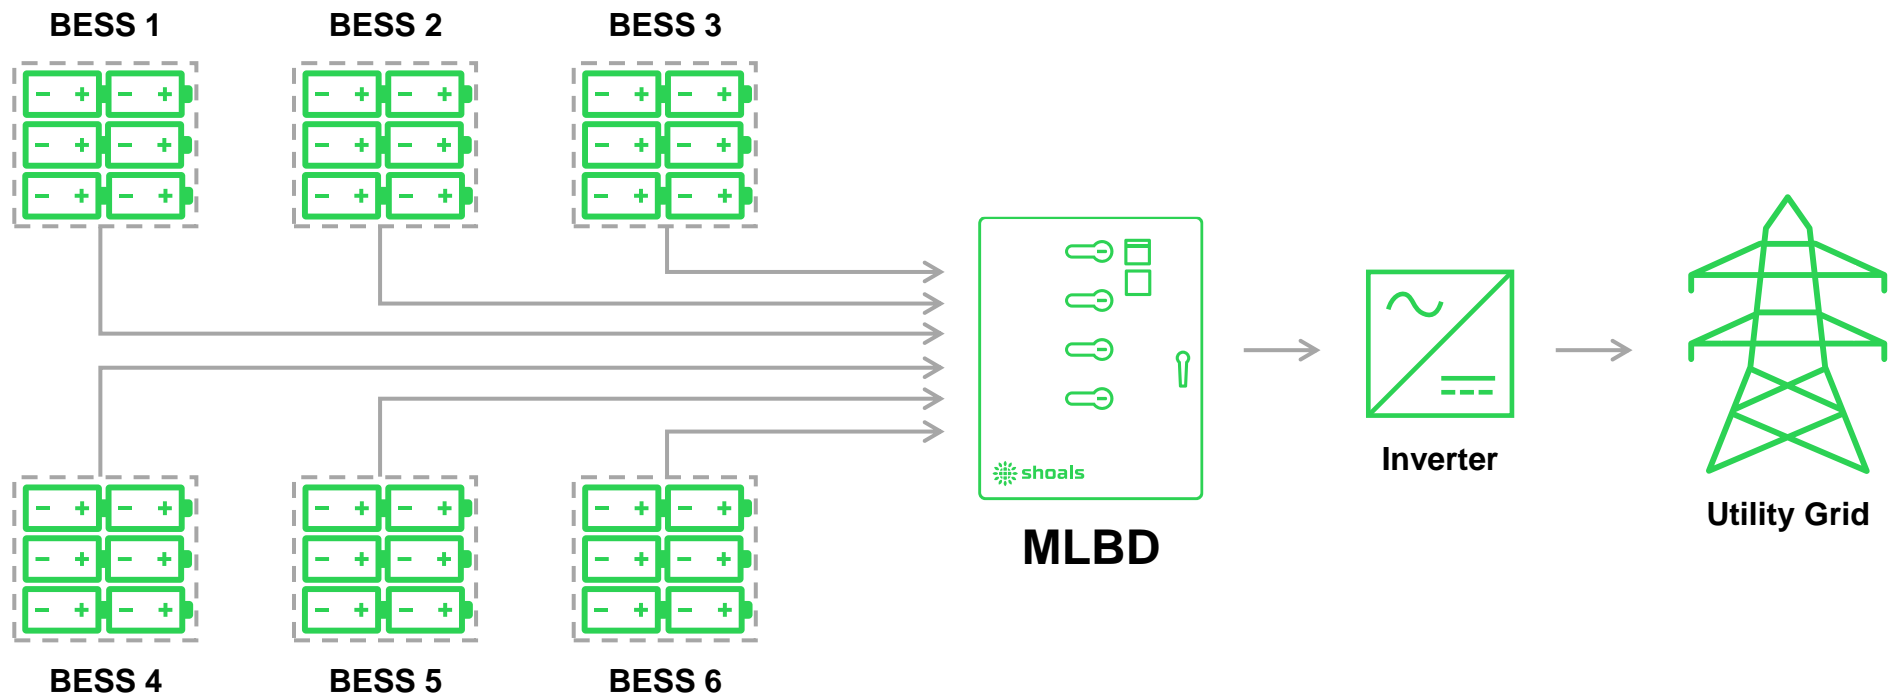 BESS 1
BESS 2
BESS 3
shoals
MLBD
Inverter
Utility Grid
BESS 4
BESS 5
BESS 6